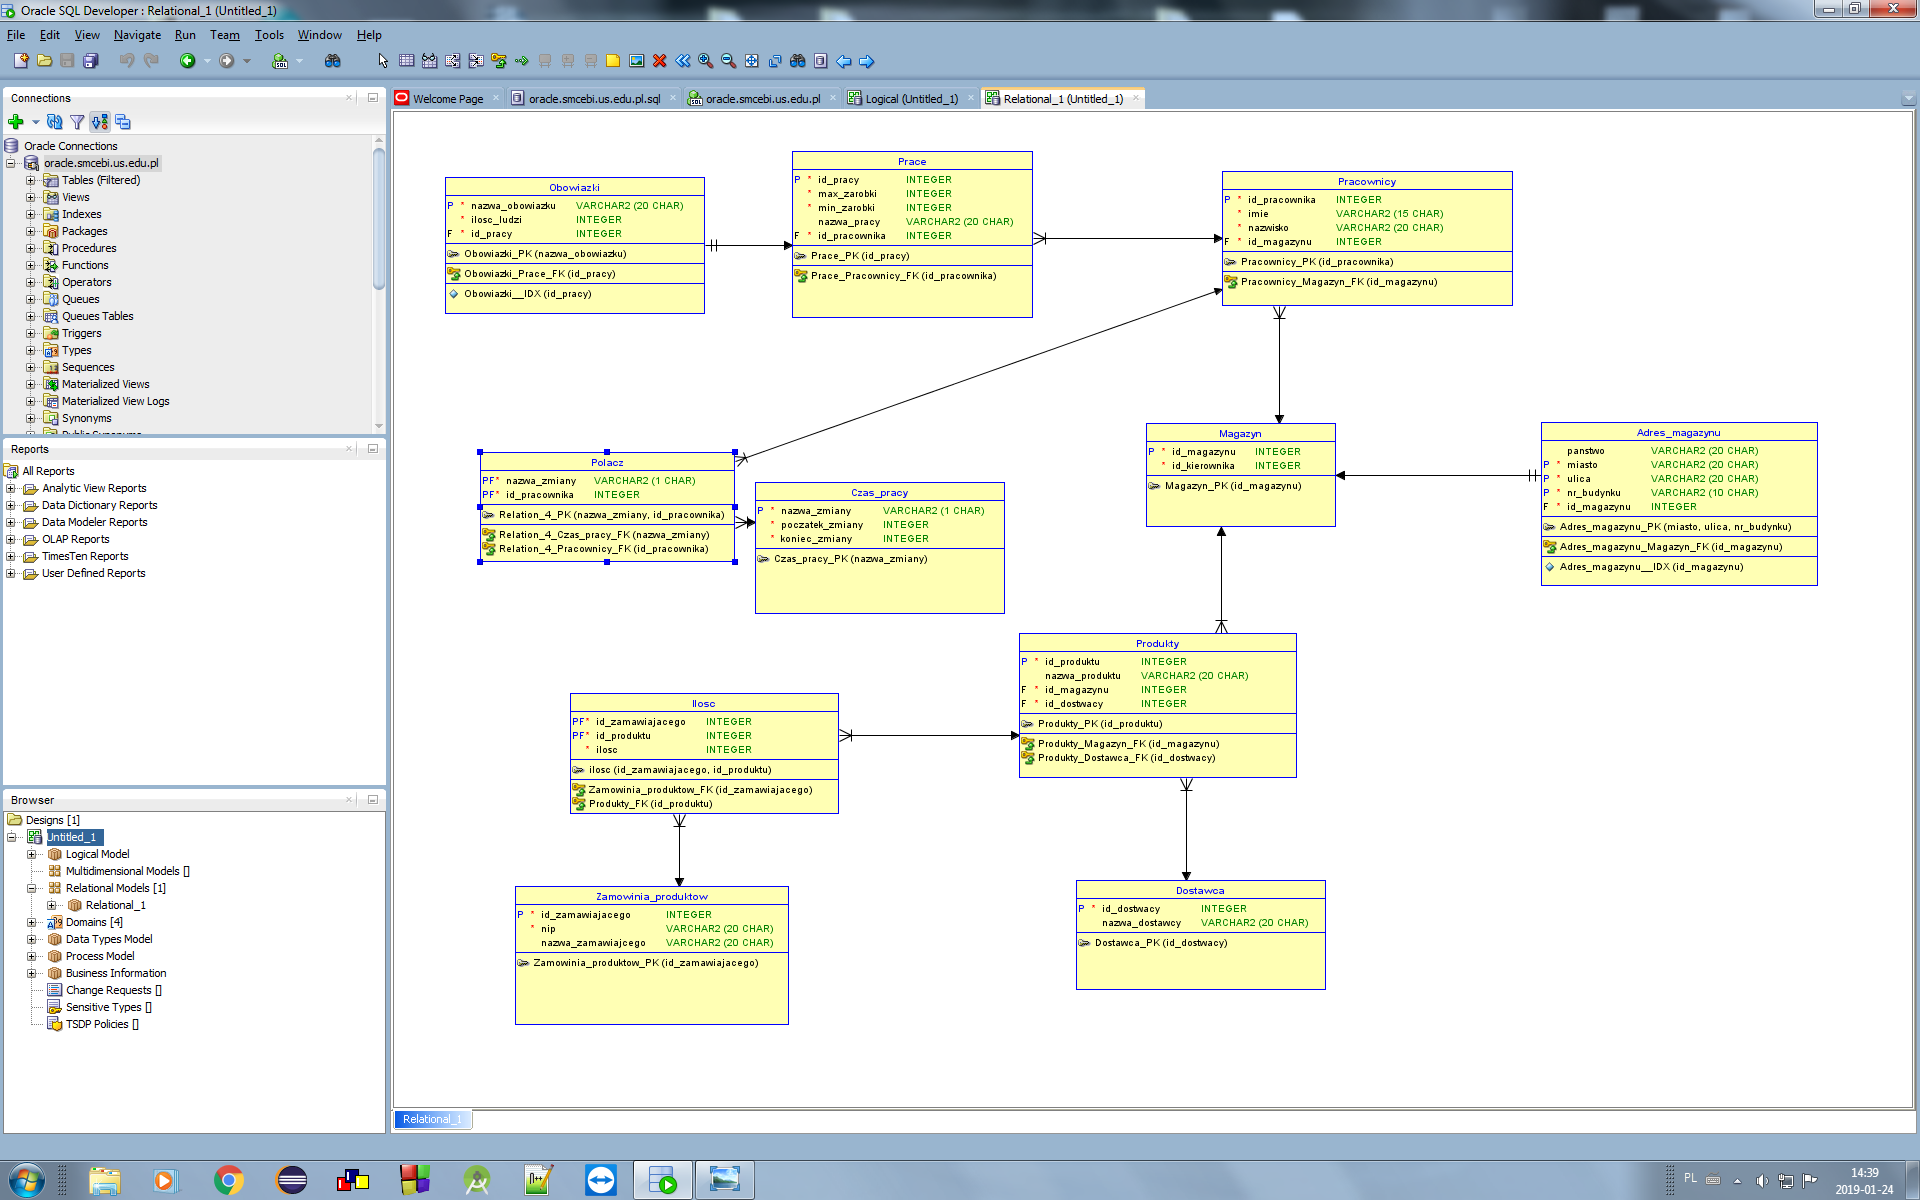 Oracle SQL Developer : Relational_1 (Untitled_1)
File Edit View Navigate Run Team Tools Window Help
Connections
Oracle Connections
oracle.smcebi.us.edu.pl
Tables (Filtered)
Views
Indexes
Packages
Procedures
Functions
Operators
Queues
Queues Tables
Triggers
Types
Sequences
Materialized Views
Materialized View Logs
Synonyms
Reports
All Reports
Analytic View Reports
Data Dictionary Reports
Data Modeler Reports
OLAP Reports
TimesTen Reports
User Defined Reports
Browser
Designs [1]
Untitled_1
Logical Model
Multidimensional Models []
Relational Models [1]
Relational_1
Domains [4]
Data Types Model
Process Model
Business Information
Change Requests []
Sensitive Types []
TSDP Policies []
Welcome Page oracle.smcebi.us.edu.pl.sql oracle.smcebi.us.edu.pl Logical (Untitled_1) Relational_1 (Untitled_1)
Obowiazki
P * nazwa_obowiazku VARCHAR2 (20 CHAR)
* ilosc_ludzi INTEGER
F * id_pracy INTEGER
Obowiazki_PK (nazwa_obowiazku)
Obowiazki_Prace_FK (id_pracy)
Obowiazki__IDX (id_pracy)
Prace
P * id_pracy INTEGER
* max_zarobki INTEGER
* min_zarobki INTEGER
nazwa_pracy VARCHAR2 (20 CHAR)
F * id_pracownika INTEGER
Prace_PK (id_pracy)
Prace_Pracownicy_FK (id_pracownika)
Pracownicy
P * id_pracownika INTEGER
* imie VARCHAR2 (15 CHAR)
* nazwisko VARCHAR2 (20 CHAR)
F * id_magazynu INTEGER
Pracownicy_PK (id_pracownika)
Pracownicy_Magazyn_FK (id_magazynu)
Polacz
PF* nazwa_zmiany VARCHAR2 (1 CHAR)
PF* id_pracownika INTEGER
Relation_4_PK (nazwa_zmiany, id_pracownika)
Relation_4_Czas_pracy_FK (nazwa_zmiany)
Relation_4_Pracownicy_FK (id_pracownika)
Czas_pracy
P * nazwa_zmiany VARCHAR2 (1 CHAR)
* poczatek_zmiany INTEGER
* koniec_zmiany INTEGER
Czas_pracy_PK (nazwa_zmiany)
Magazyn
P * id_magazynu INTEGER
* id_kierownika INTEGER
Magazyn_PK (id_magazynu)
Adres_magazynu
panstwo VARCHAR2 (20 CHAR)
P * miasto VARCHAR2 (20 CHAR)
P * ulica VARCHAR2 (20 CHAR)
P * nr_budynku VARCHAR2 (10 CHAR)
F * id_magazynu INTEGER
Adres_magazynu_PK (miasto, ulica, nr_budynku)
Adres_magazynu_Magazyn_FK (id_magazynu)
Adres_magazynu__IDX (id_magazynu)
Produkty
P * id_produktu INTEGER
nazwa_produktu VARCHAR2 (20 CHAR)
F * id_magazynu INTEGER
F * id_dostwacy INTEGER
Produkty_PK (id_produktu)
Produkty_Magazyn_FK (id_magazynu)
Produkty_Dostawca_FK (id_dostwacy)
Ilosc
PF* id_zamawiajacego INTEGER
PF* id_produktu INTEGER
* ilosc INTEGER
ilosc (id_zamawiajacego, id_produktu)
Zamowinia_produktow_FK (id_zamawiajacego)
Produkty_FK (id_produktu)
Zamowinia_produktow
P * id_zamawiajacego INTEGER
* nip VARCHAR2 (20 CHAR)
nazwa_zamawiajcego VARCHAR2 (20 CHAR)
Zamowinia_produktow_PK (id_zamawiajacego)
Dostawca
P * id_dostwacy INTEGER
nazwa_dostawcy VARCHAR2 (20 CHAR)
Dostawca_PK (id_dostwacy)
Relational_1
PL
14:39
2019-01-24